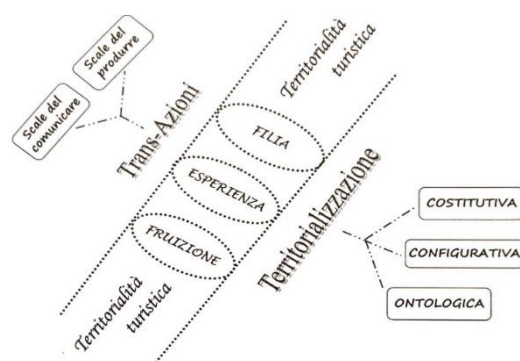 Scale del
produrre
Scale del
comunicare
Trans-Azioni
Territorialità
turistica
FILIA
ESPERIENZA
FRUIZIONE
Territorialità
turistica
Territorializzazione
COSTITUTIVA
CONFIGURATIVA
ONTOLOGICA